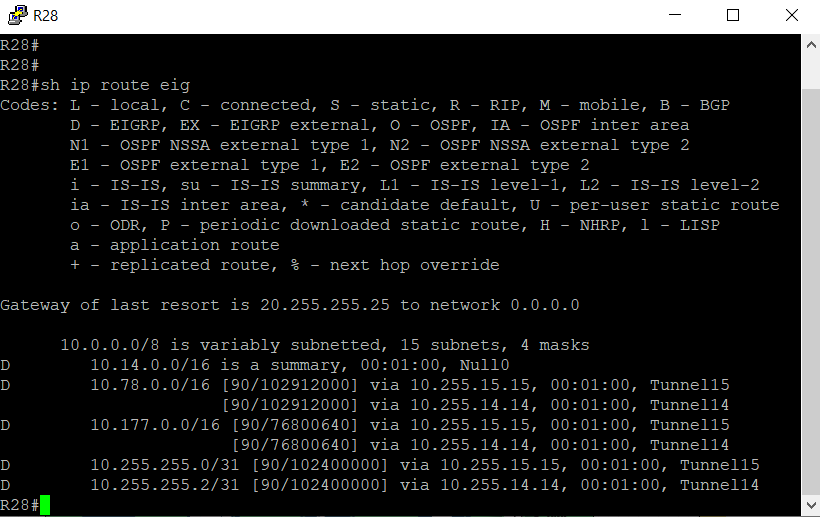 R28
R28#
R28#
R28#sh ip route eig
Codes: L - local, C - connected, S - static, R - RIP, M - mobile, B - BGP
       D - EIGRP, EX - EIGRP external, O - OSPF, IA - OSPF inter area
       N1 - OSPF NSSA external type 1, N2 - OSPF NSSA external type 2
       E1 - OSPF external type 1, E2 - OSPF external type 2
       i - IS-IS, su - IS-IS summary, L1 - IS-IS level-1, L2 - IS-IS level-2
       ia - IS-IS inter area, * - candidate default, U - per-user static route
       o - ODR, P - periodic downloaded static route, H - NHRP, l - LISP
       a - application route
       + - replicated route, % - next hop override
Gateway of last resort is 20.255.255.25 to network 0.0.0.0
      10.0.0.0/8 is variably subnetted, 15 subnets, 4 masks
D        10.14.0.0/16 is a summary, 00:01:00, Null0
D        10.78.0.0/16 [90/102912000] via 10.255.15.15, 00:01:00, Tunnel15
                      [90/102912000] via 10.255.14.14, 00:01:00, Tunnel14
D        10.177.0.0/16 [90/76800640] via 10.255.15.15, 00:01:00, Tunnel15
                       [90/76800640] via 10.255.14.14, 00:01:00, Tunnel14
D        10.255.255.0/31 [90/102400000] via 10.255.15.15, 00:01:00, Tunnel15
D        10.255.255.2/31 [90/102400000] via 10.255.14.14, 00:01:00, Tunnel14
R28#